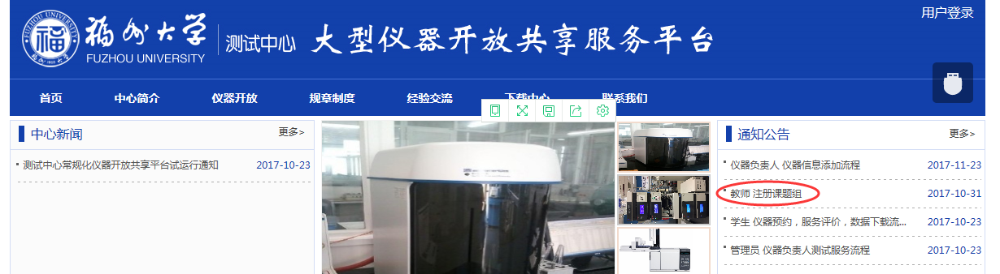 用户登录
福州大学
FUZHOU UNIVERSITY
测试中心
大型仪器开放共享服务平台
首页 中心简介 仪器开放 规章制度 经验交流 下载中心 联系我们
中心新闻 更多>
测试中心常规化仪器开放共享平台试运行通知 2017-10-23
通知公告 更多>
仪器负责人 仪器信息添加流程 2017-11-23
教师 注册课题组 2017-10-31
学生 仪器预约，服务评价，数据下载流... 2017-10-23
管理员 仪器负责人测试服务流程 2017-10-23